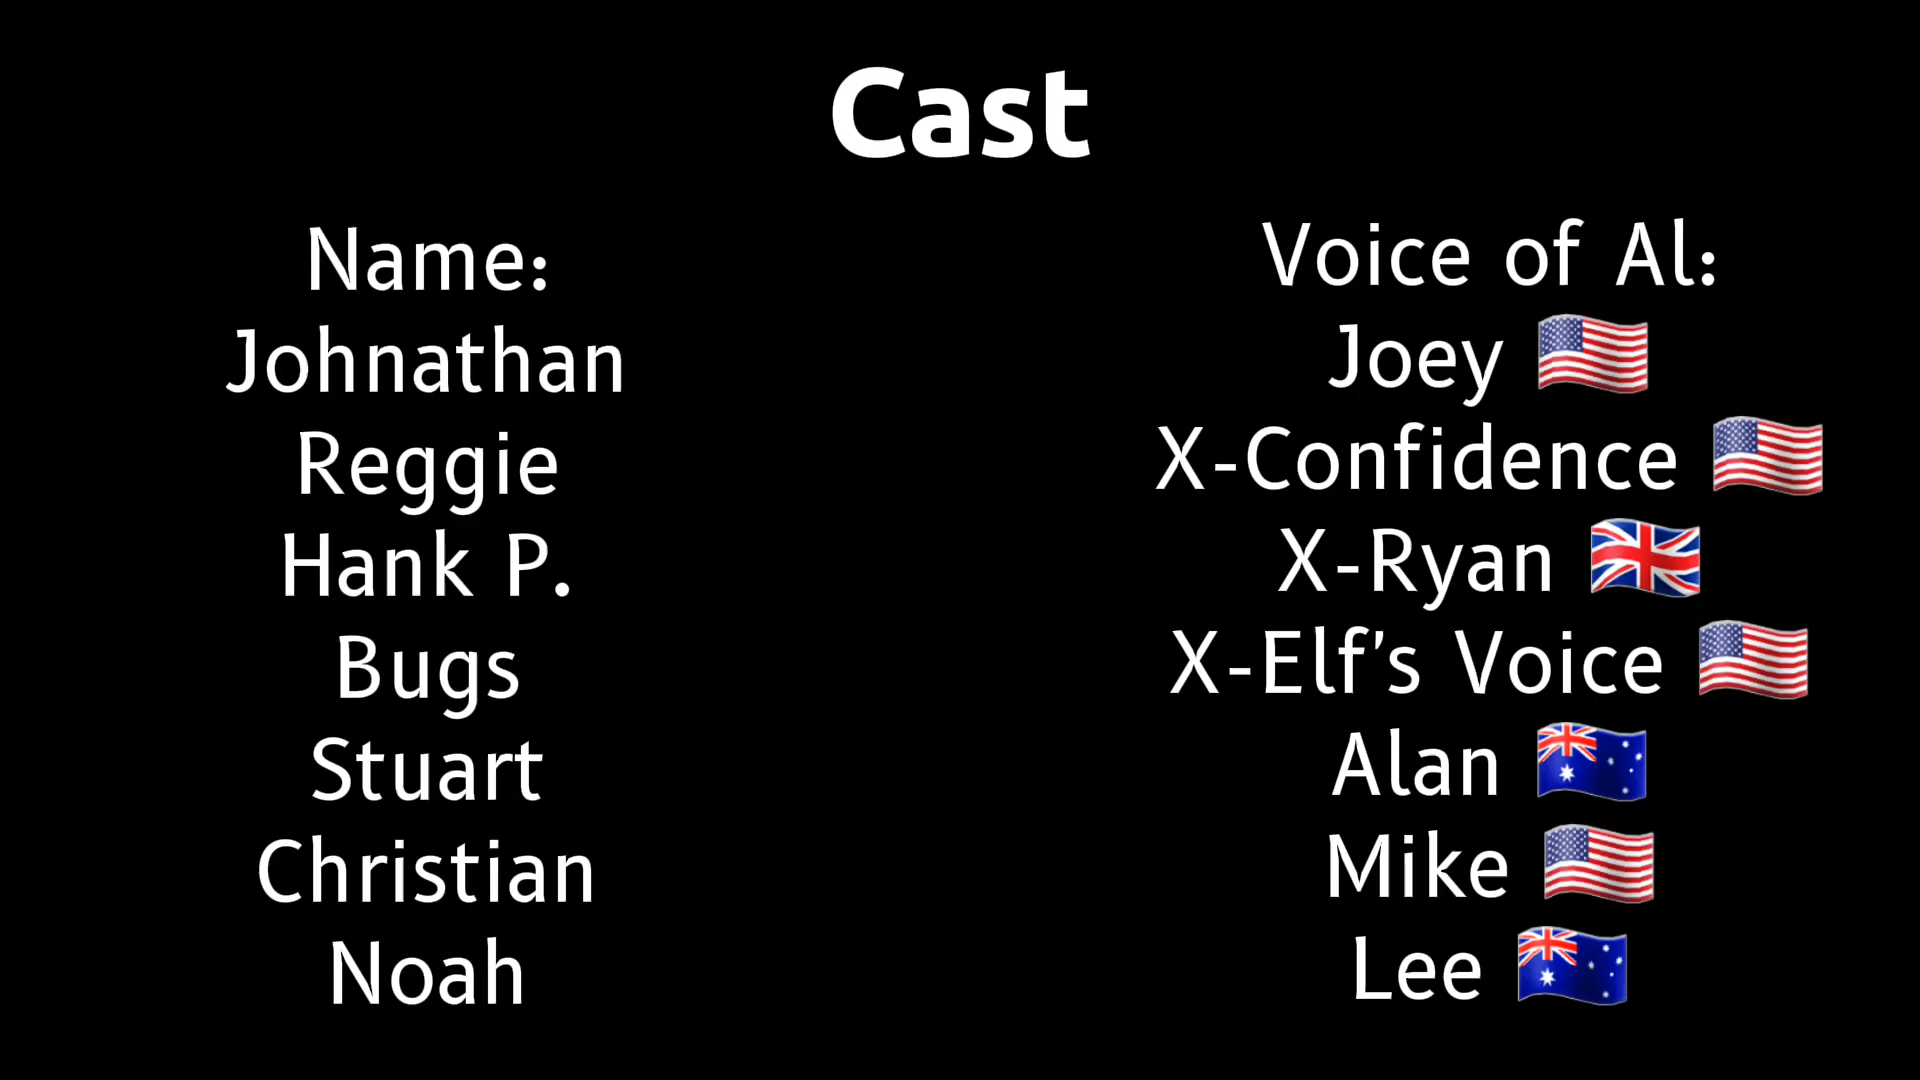 Cast
Name:
Johnathan
Reggie
Hank P.
Bugs
Stuart
Christian
Noah
Voice of Al:
Joey 🇺🇸
X-Confidence 🇺🇸
X-Ryan 🇬🇧
X-Elf's Voice 🇺🇸
Alan 🇦🇺
Mike 🇺🇸
Lee 🇦🇺